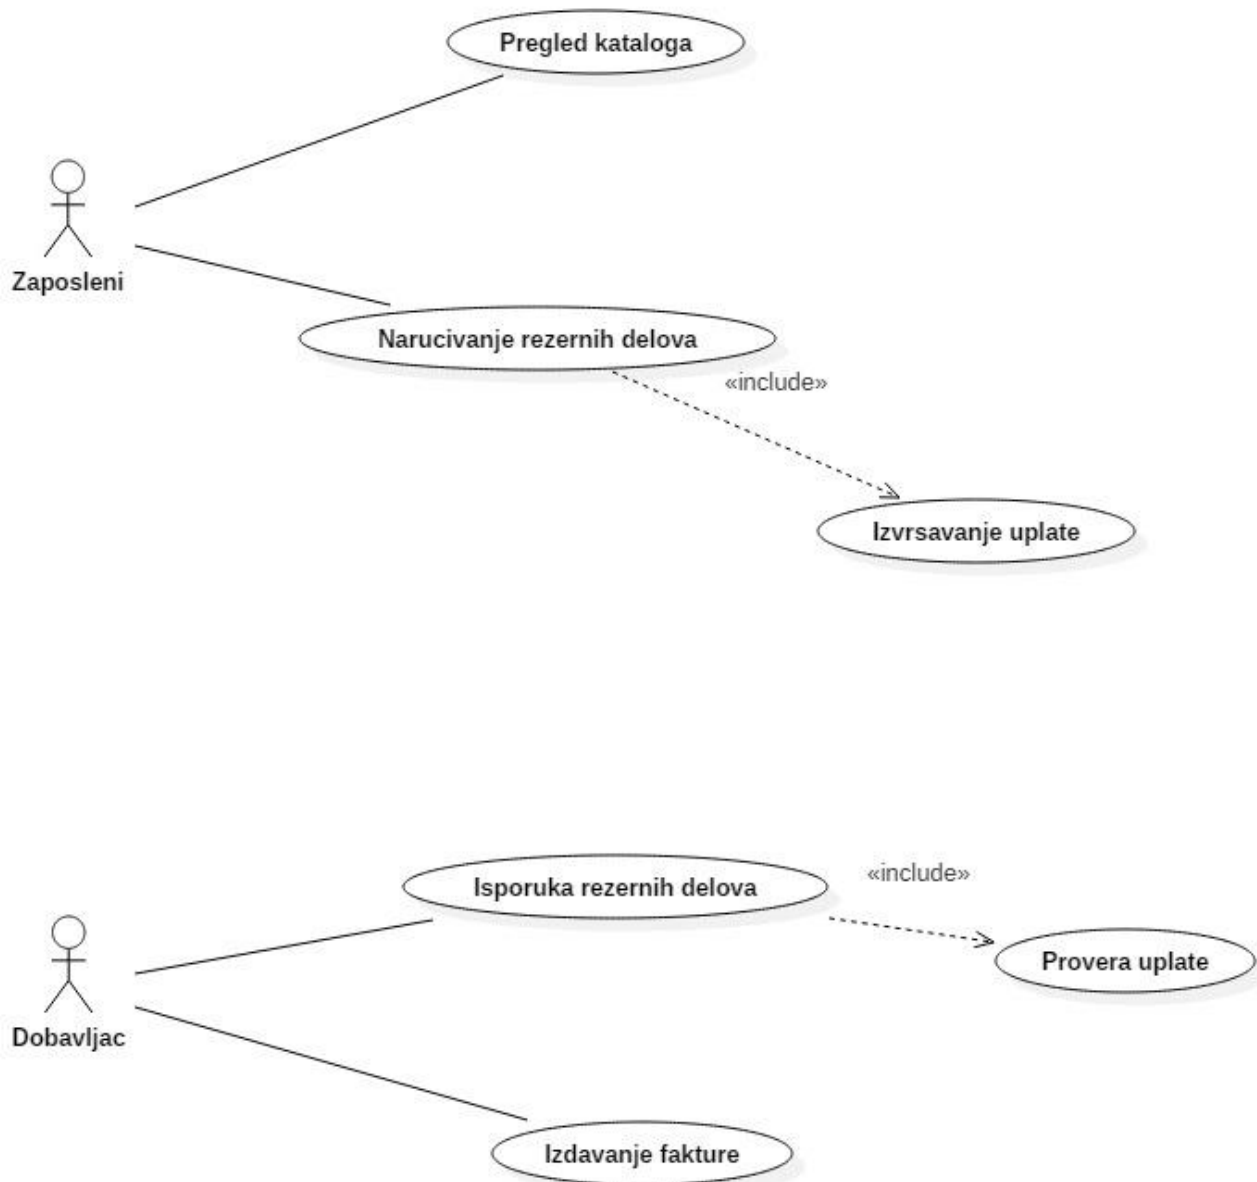 Pregled kataloga
Zaposleni
Narucivanje rezernih delova
«include»
Izvrsavanje uplate
Isporuka rezernih delova
«include»
Provera uplate
Dobavljac
Izdavanje fakture